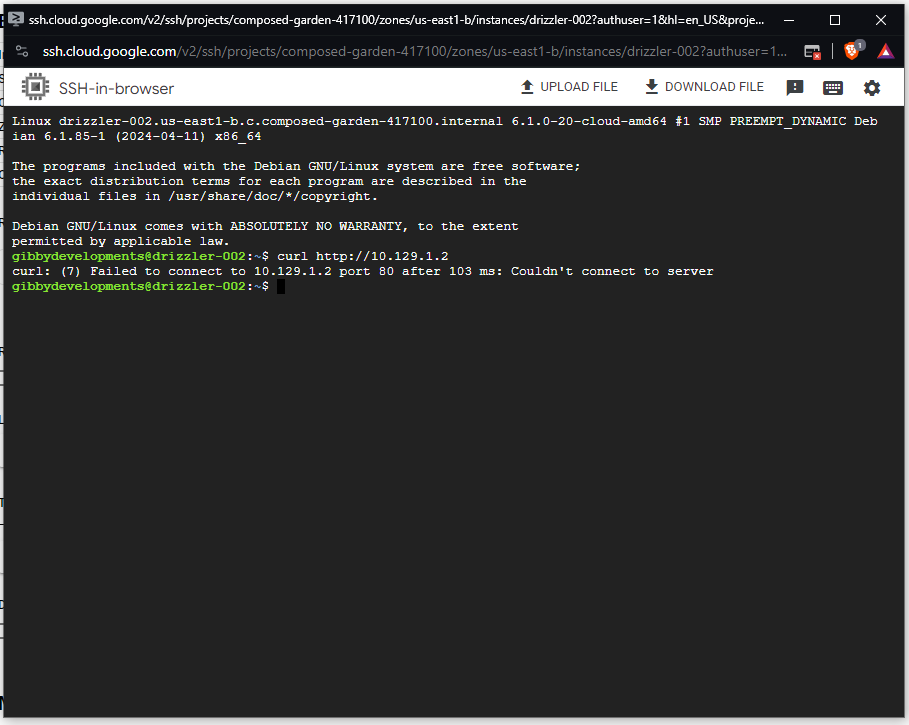 ssh.cloud.google.com/v2/ssh/projects/composed-garden-417100/zones/us-east1-b/instances/drizzler-002?authuser=1&hl=en_US&proje...
ssh.cloud.google.com/v2/ssh/projects/composed-garden-417100/zones/us-east1-b/instances/drizzler-002?authuser=1...
1
SSH-in-browser
UPLOAD FILE
DOWNLOAD FILE
Linux drizzler-002.us-east1-b.c.composed-garden-417100.internal 6.1.0-20-cloud-amd64 #1 SMP PREEMPT_DYNAMIC Deb
ian 6.1.85-1 (2024-04-11) x86_64
The programs included with the Debian GNU/Linux system are free software;
the exact distribution terms for each program are described in the
individual files in /usr/share/doc/*/copyright.
Debian GNU/Linux comes with ABSOLUTELY NO WARRANTY, to the extent
permitted by applicable law.
gibbydevelopments@drizzler-002:~$ curl http://10.129.1.2
curl: (7) Failed to connect to 10.129.1.2 port 80 after 103 ms: Couldn't connect to server
gibbydevelopments@drizzler-002:~$